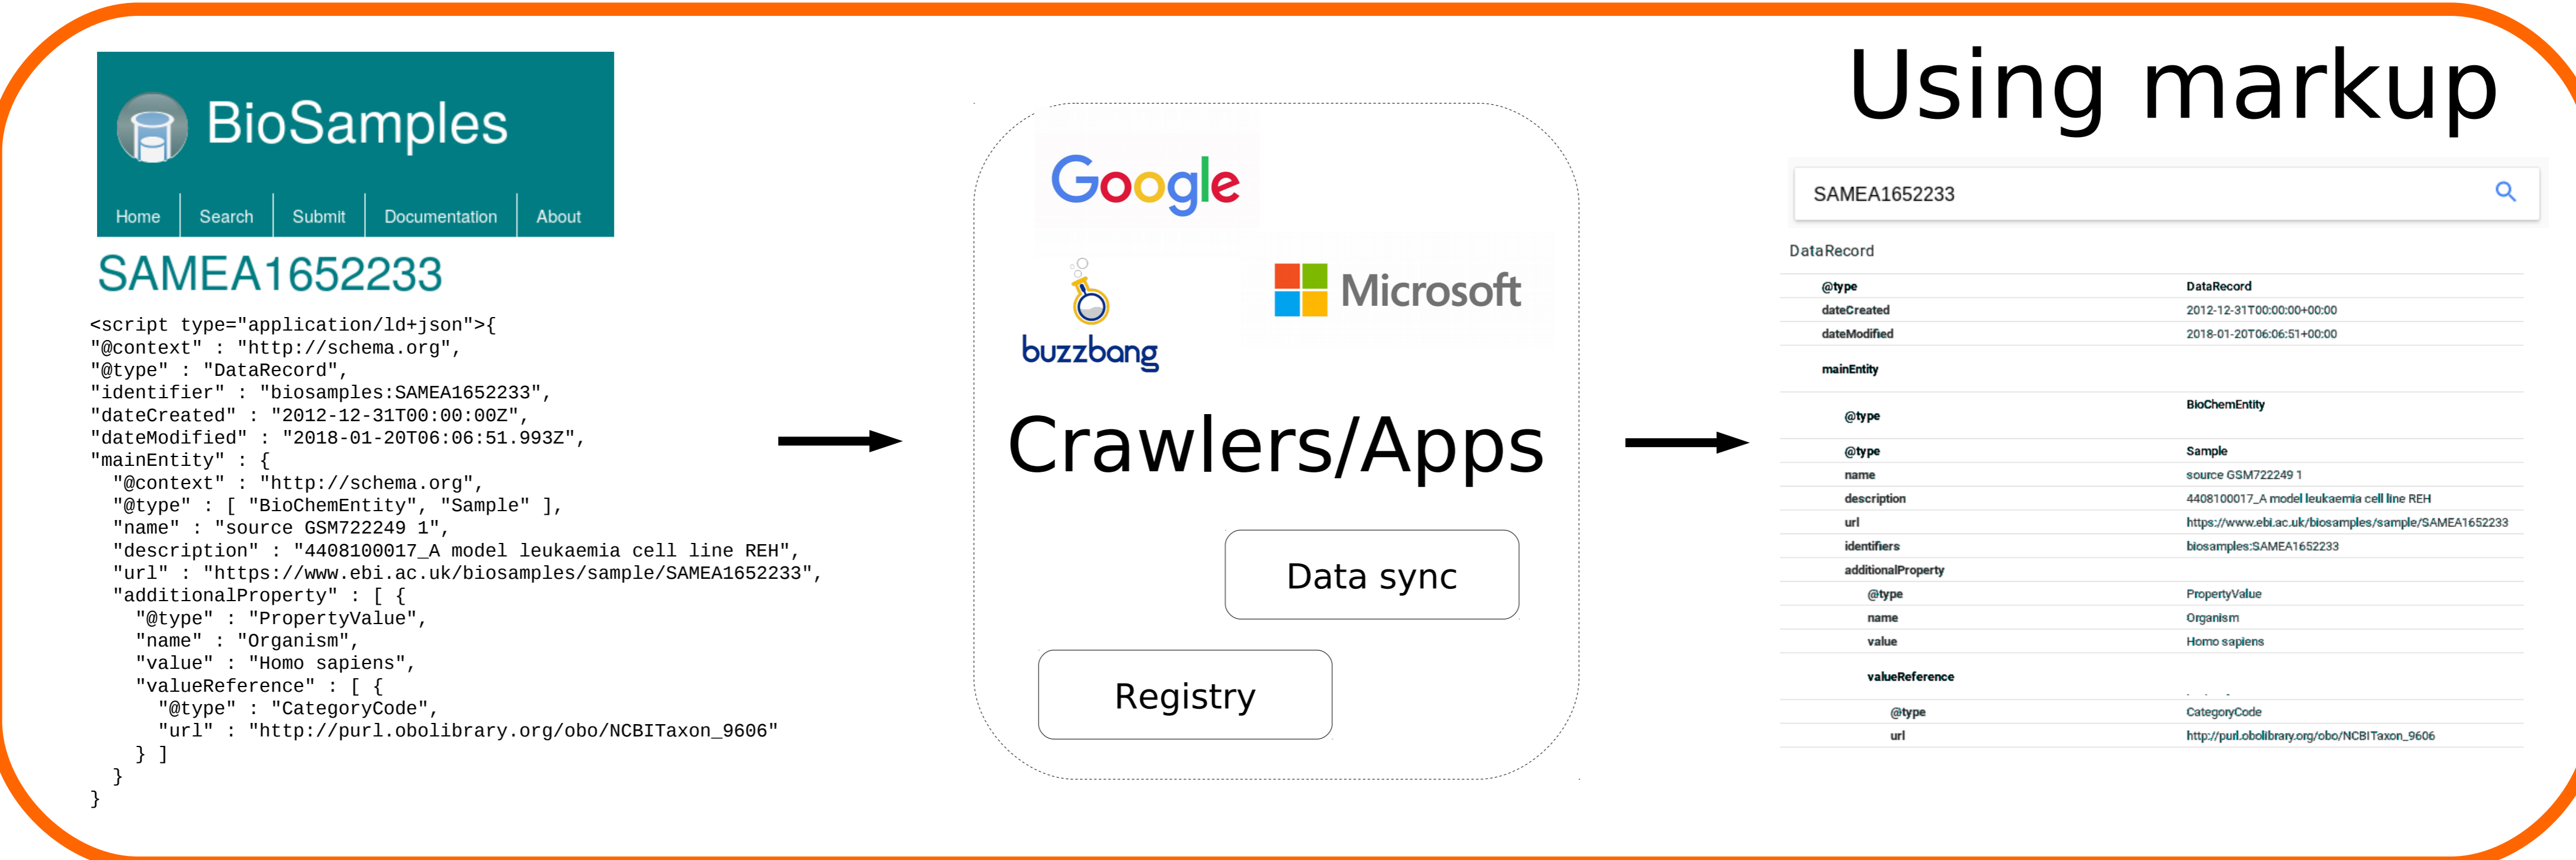 BioSamples
Home Search Submit Documentation About
SAMEA1652233
<script type="application/ld+json">{
"@context" : "http://schema.org",
"@type" : "DataRecord",
"identifier" : "biosamples:SAMEA1652233",
"dateCreated" : "2012-12-31T00:00:00Z",
"dateModified" : "2018-01-20T06:06:51.993Z",
"mainEntity" : {
"@context" : "http://schema.org",
"@type" : [ "BioChemEntity", "Sample" ],
"name" : "source GSM722249 1",
"description" : "4408100017_A model leukaemia cell line REH",
"url" : "https://www.ebi.ac.uk/biosamples/sample/SAMEA1652233",
"additionalProperty" : [ {
"@type" : "PropertyValue",
"name" : "Organism",
"value" : "Homo sapiens",
"valueReference" : [ {
"@type" : "CategoryCode",
"url" : "http://purl.obolibrary.org/obo/NCBITaxon_9606"
} ]
}
}
Google
buzzbang
Microsoft
Crawlers/Apps
Data sync
Registry
Using markup
SAMEA1652233
DataRecord
@type DataRecord
dateCreated 2012-12-31T00:00:00+00:00
dateModified 2018-01-20T06:06:51+00:00
mainEntity
@type BioChemEntity
@type Sample
name source GSM722249 1
description 4408100017_A model leukaemia cell line REH
url https://www.ebi.ac.uk/biosamples/sample/SAMEA1652233
identifiers biosamples:SAMEA1652233
additionalProperty
@type PropertyValue
name Organism
value Homo sapiens
valueReference
@type CategoryCode
url http://purl.obolibrary.org/obo/NCBITaxon_9606